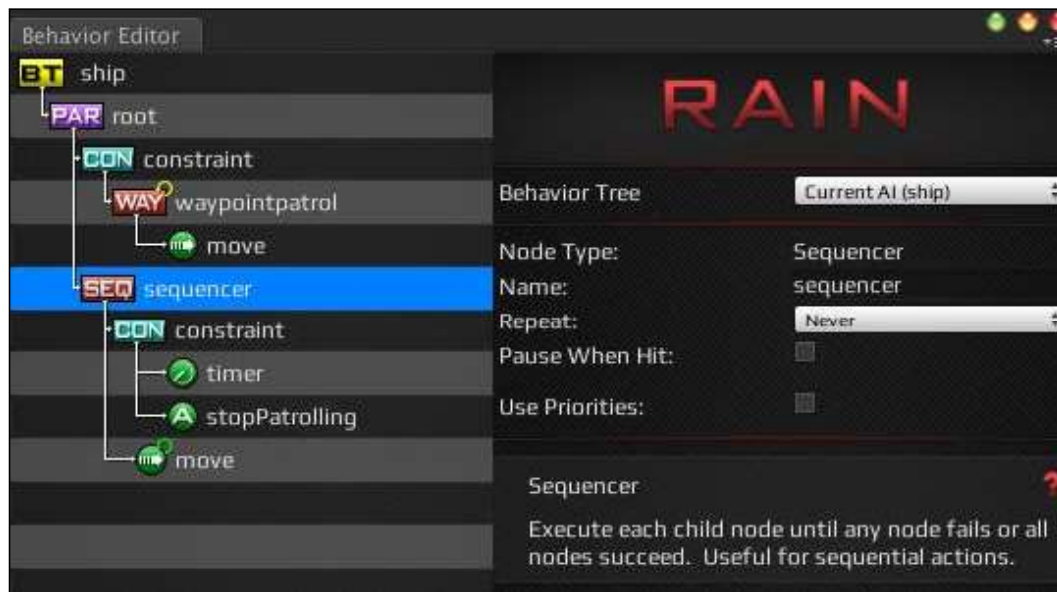 Behavior Editor
BT ship
PAR root
CON constraint
WAY waypointpatrol
move
SEQ sequencer
CON constraint
timer
A stopPatrolling
move
RAIN
Behavior Tree Current AI (ship)
Node Type: Sequencer
Name: sequencer
Repeat: Never
Pause When Hit:
Use Priorities:
Sequencer ?
Execute each child node until any node fails or all
nodes succeed. Useful for sequential actions.